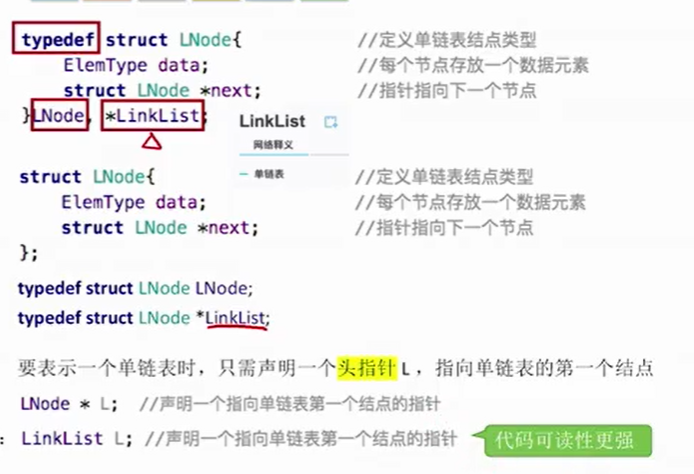 typedef struct LNode{ //定义单链表结点类型
ElemType data; //每个节点存放一个数据元素
struct LNode *next; //指针指向下一个节点
}LNode, *LinkList;
LinkList
网络释义
单链表
struct LNode{ //定义单链表结点类型
ElemType data; //每个节点存放一个数据元素
struct LNode *next; //指针指向下一个节点
};
typedef struct LNode LNode;
typedef struct LNode *LinkList;
要表示一个单链表时，只需声明一个头指针 L ，指向单链表的第一个结点
LNode * L; //声明一个指向单链表第一个结点的指针
: LinkList L; //声明一个指向单链表第一个结点的指针 代码可读性更强